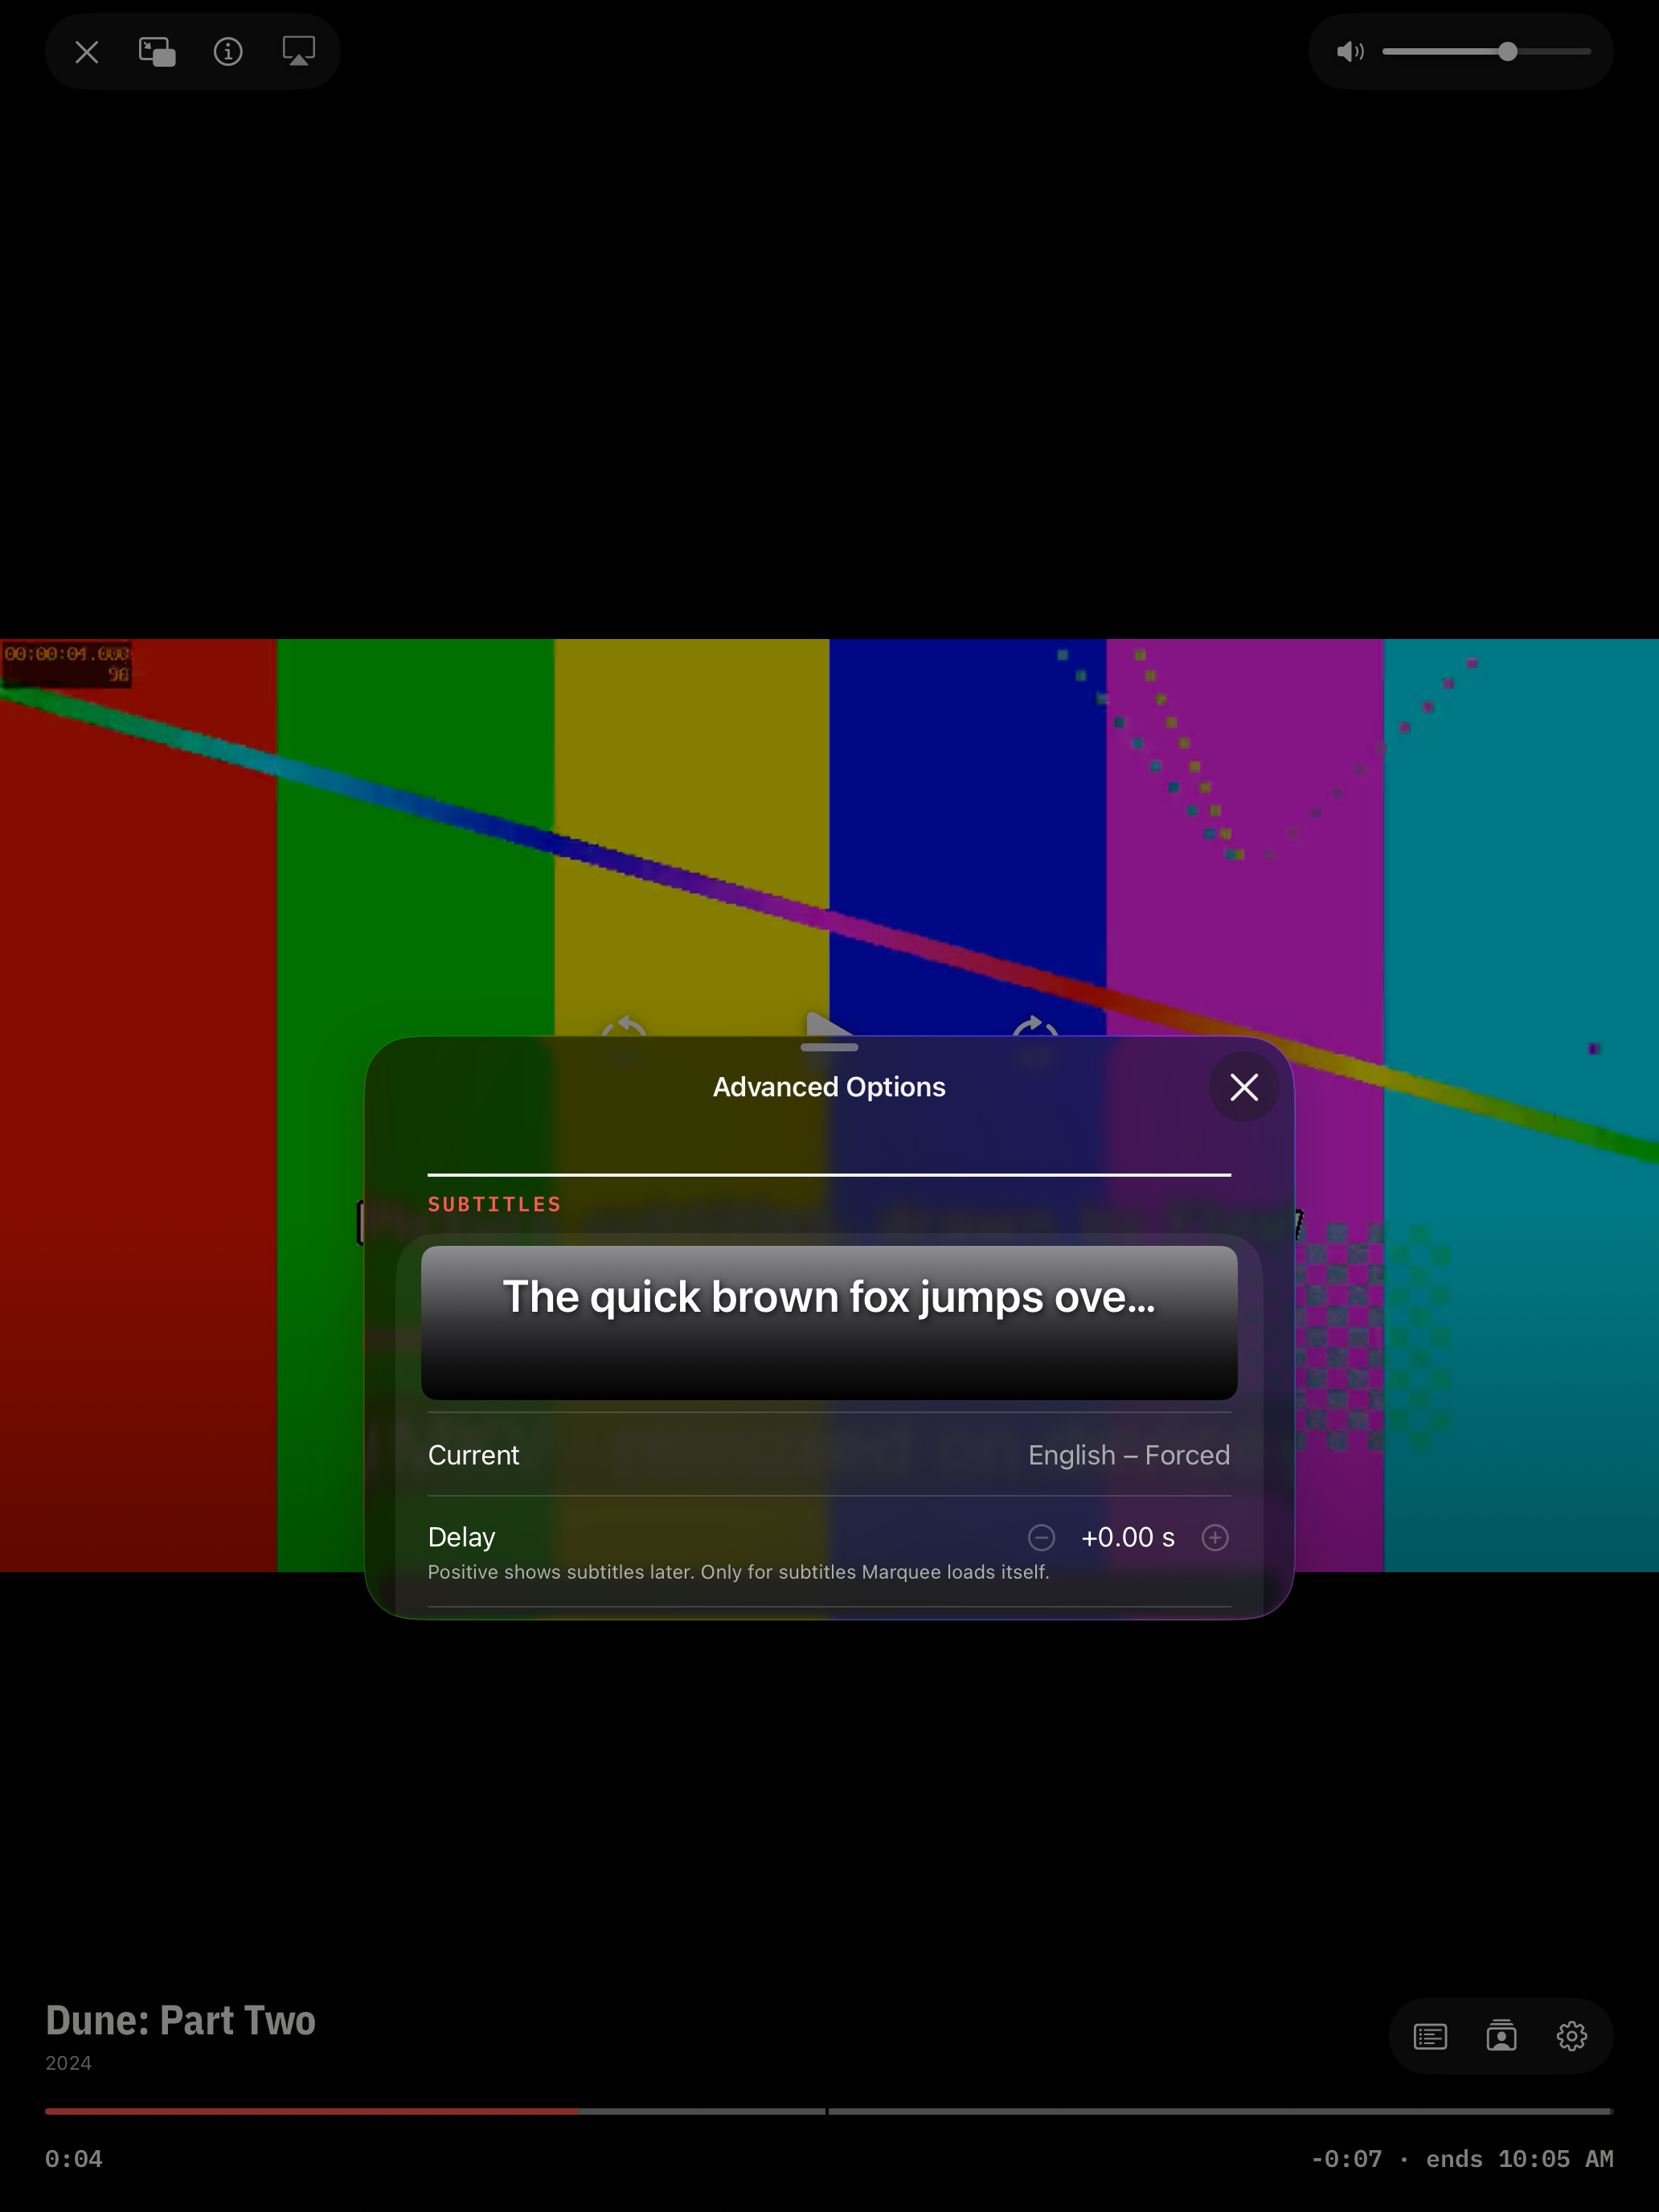 00:00:04.000
96
Advanced Options
SUBTITLES
The quick brown fox jumps ove…
Current English – Forced
Delay +0.00 s
Positive shows subtitles later. Only for subtitles Marquee loads itself.
Dune: Part Two
2024
0:04 -0:07 · ends 10:05 AM